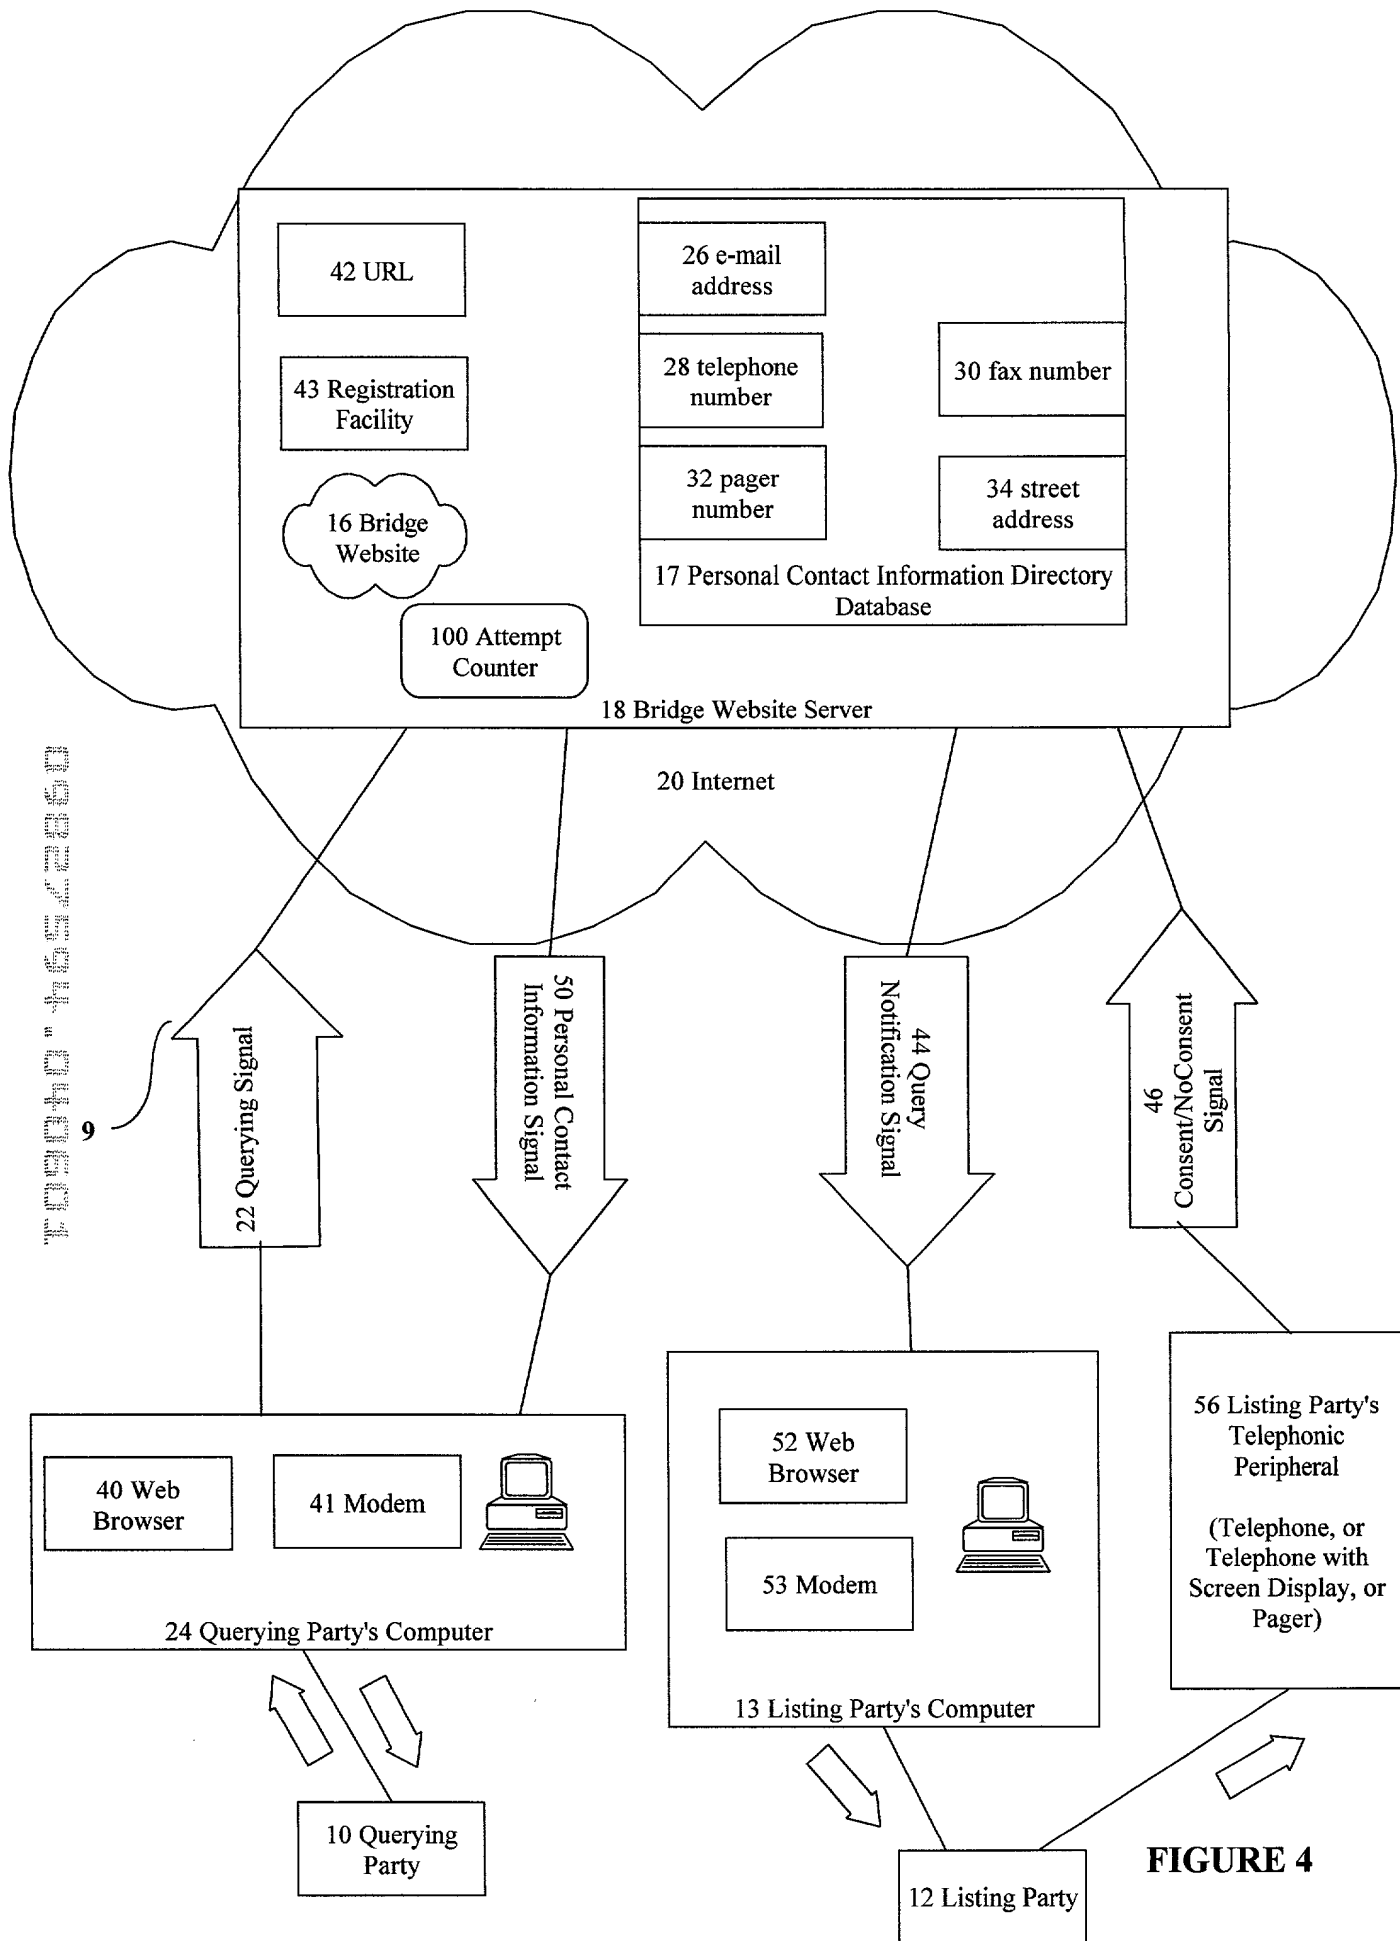 42 URL
26 e-mail
address
43 Registration
Facility
28 telephone
number
30 fax number
16 Bridge
Website
32 pager
number
34 street
address
17 Personal Contact Information Directory
Database
100 Attempt
Counter
18 Bridge Website Server
20 Internet
9
22 Querying Signal
50 Personal Contact
Information Signal
44 Query
Notification Signal
46
Consent/NoConsent
Signal
40 Web
Browser
41 Modem
24 Querying Party's Computer
52 Web
Browser
53 Modem
13 Listing Party's Computer
56 Listing Party's
Telephonic
Peripheral
(Telephone, or
Telephone with
Screen Display, or
Pager)
10 Querying
Party
12 Listing Party
FIGURE 4